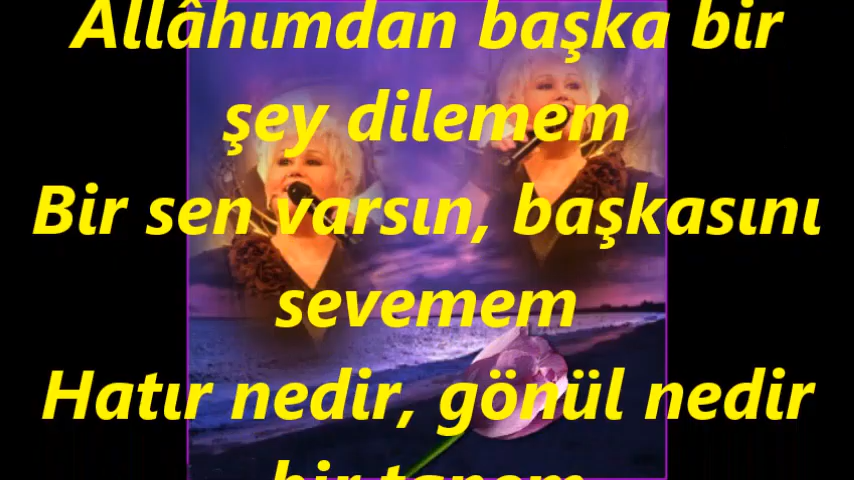 Allâhımdan başka bir
şey dilemem
Bir sen varsın, başkasını
sevemem
Hatır nedir, gönül nedir
bir tanem